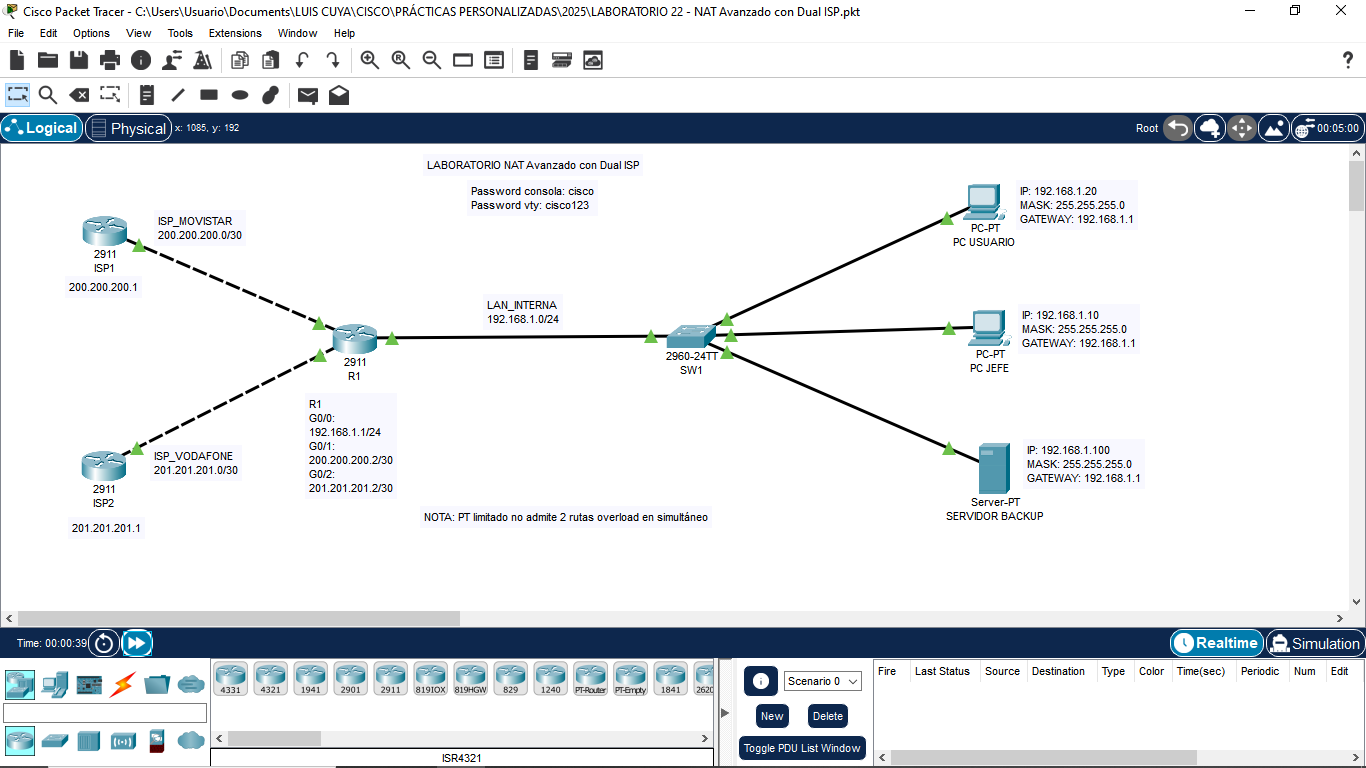 Cisco Packet Tracer - C:\Users\Usuario\Documents\LUIS CUYA\CISCO\PRÁCTICAS PERSONALIZADAS\2025\LABORATORIO 22 - NAT Avanzado con Dual ISP.pkt
File Edit Options View Tools Extensions Window Help
Logical Physical x: 1085, y: 192 Root 00:05:00
LABORATORIO NAT Avanzado con Dual ISP
Password consola: cisco
Password vty: cisco123
ISP_MOVISTAR
200.200.200.0/30
2911
ISP1
200.200.200.1
IP: 192.168.1.20
MASK: 255.255.255.0
GATEWAY: 192.168.1.1
PC-PT
PC USUARIO
LAN_INTERNA
192.168.1.0/24
IP: 192.168.1.10
MASK: 255.255.255.0
GATEWAY: 192.168.1.1
PC-PT
PC JEFE
2911
R1
2960-24TT
SW1
R1
G0/0:
192.168.1.1/24
G0/1:
200.200.200.2/30
G0/2:
201.201.201.2/30
ISP_VODAFONE
201.201.201.0/30
2911
ISP2
201.201.201.1
IP: 192.168.1.100
MASK: 255.255.255.0
GATEWAY: 192.168.1.1
Server-PT
SERVIDOR BACKUP
NOTA: PT limitado no admite 2 rutas overload en simultáneo
Time: 00:00:39 Realtime Simulation
4331 4321 1941 2901 2911 819IOX 819HGW 829 1240 PT-Router PT-Empty 1841 2620
ISR4321
Scenario 0
New Delete
Toggle PDU List Window
Fire Last Status Source Destination Type Color Time(sec) Periodic Num Edit